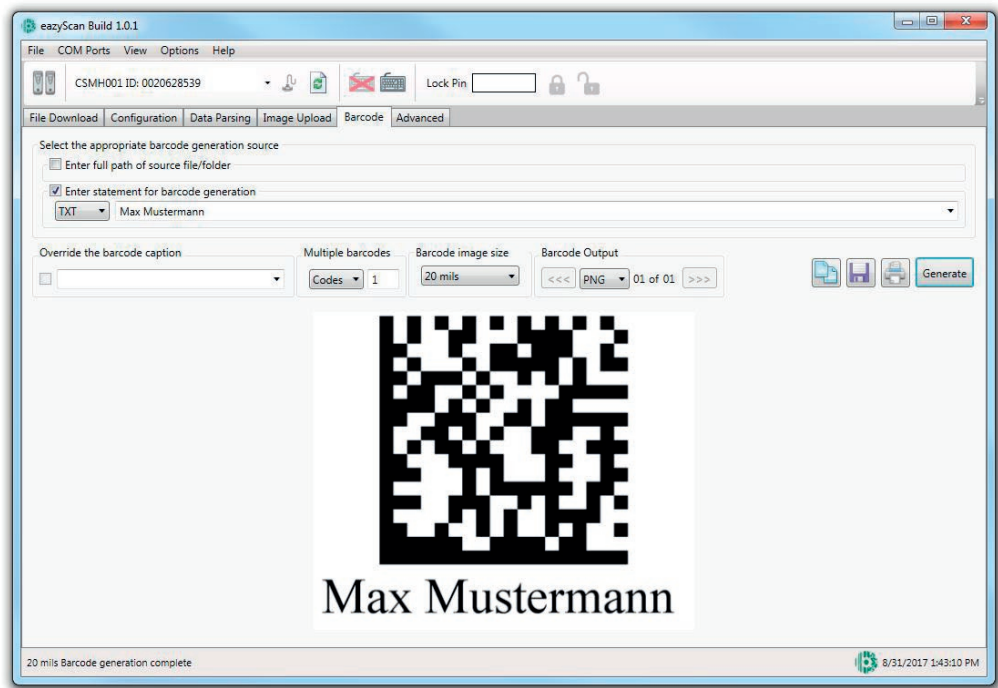 eazyScan Build 1.0.1
File COM Ports View Options Help
CSMH001 ID: 0020628539 Lock Pin
File Download Configuration Data Parsing Image Upload Barcode Advanced
Select the appropriate barcode generation source
Enter full path of source file/folder
Enter statement for barcode generation
TXT Max Mustermann
Override the barcode caption Multiple barcodes Barcode image size Barcode Output
Codes 1 20 mils <<< PNG 01 of 01 >>> Generate
Max Mustermann
20 mils Barcode generation complete 8/31/2017 1:43:10 PM